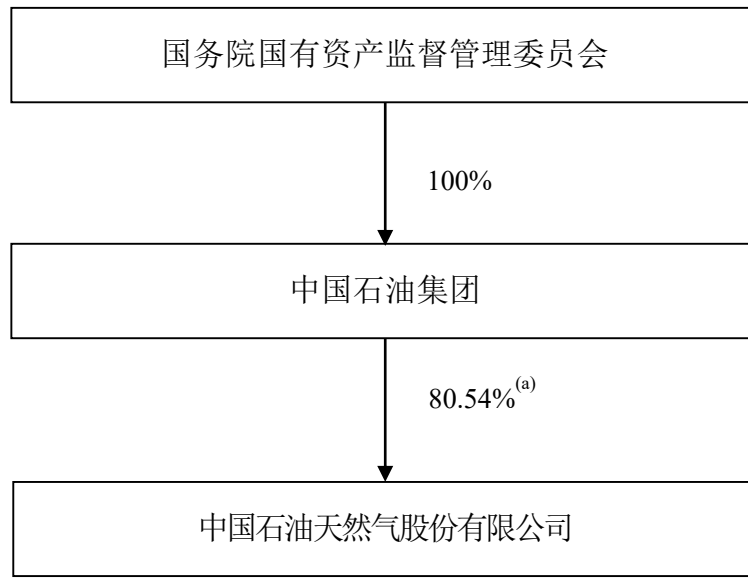 国务院国有资产监督管理委员会
100%
中国石油集团
80.54%(a)
中国石油天然气股份有限公司